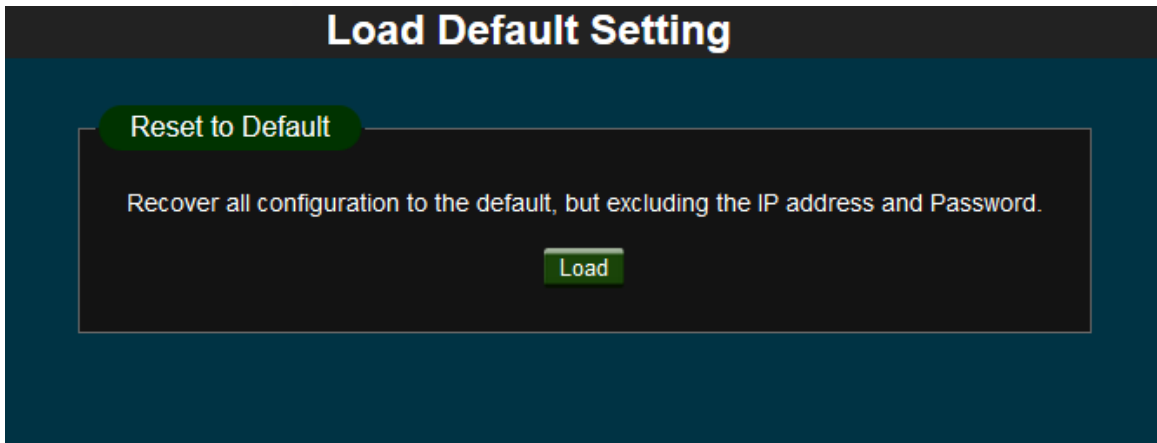 Load Default Setting
Reset to Default
Recover all configuration to the default, but excluding the IP address and Password.
Load